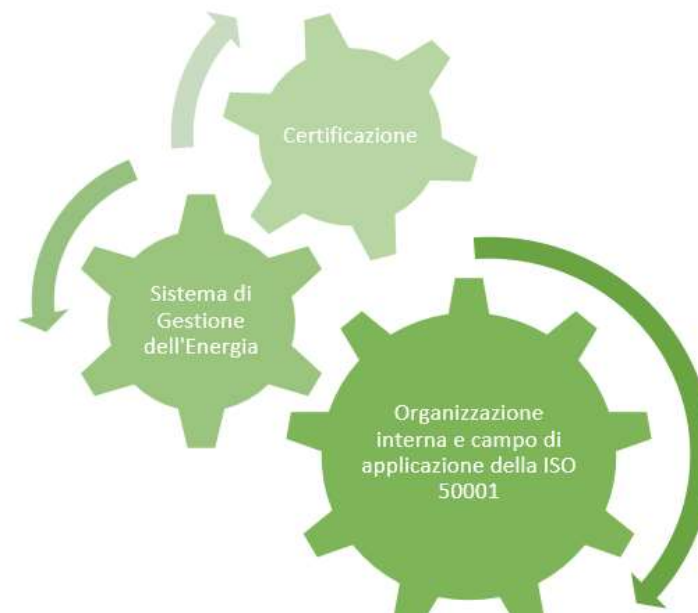 Certificazione
Sistema di
Gestione
dell'Energia
Organizzazione
interna e campo di
applicazione della ISO
50001